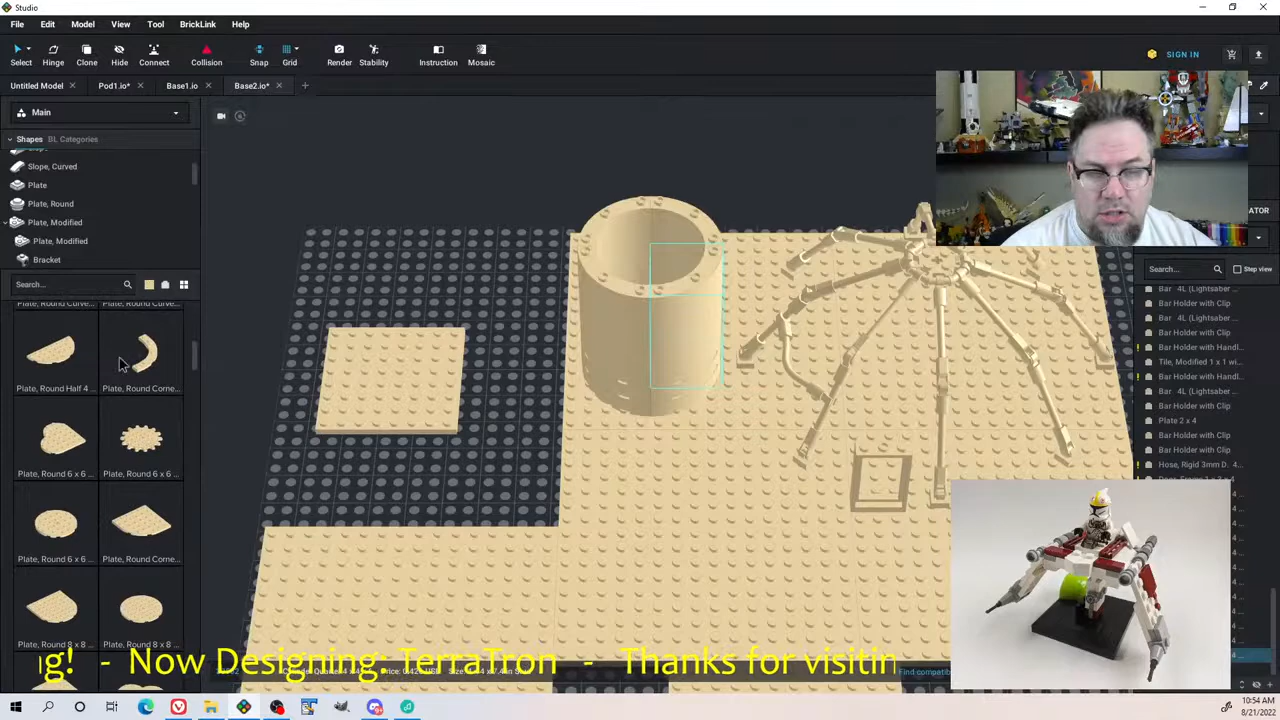 Studio
File Edit Model View Tool BrickLink Help
Select Hinge Clone Hide Connect Collision Snap Grid Render Stability Instruction Mosaic
SIGN IN
Untitled Model Pod1.io* Base1.io Base2.io*
Main
Shapes BL Categories
Slope, Curved
Plate
Plate, Round
Plate, Modified
Plate, Modified
Bracket
Search...
Plate, Round Half 4 ... Plate, Round Corne...
Plate, Round 6 x 6 ... Plate, Round 6 x 6 ...
Plate, Round 6 x 6 ... Plate, Round Corne...
Plate, Round 8 x 8 ... Plate, Round 8 x 8 ...
Search... Step view
Bar 4L (Lightsaber
Bar Holder with Clip
Bar 4L (Lightsaber
Bar Holder with Clip
Bar Holder with Handl...
Tile, Modified 1 x 1 wi...
Bar Holder with Handl...
Bar 4L (Lightsaber
Bar Holder with Clip
Plate 2 x 4
Bar Holder with Clip
Bar Holder with Clip
Hose, Rigid 3mm D. 4...
g! - Now Designing: TerraTron - Thanks for visitin
Find compatib
10:54 AM
8/21/2022